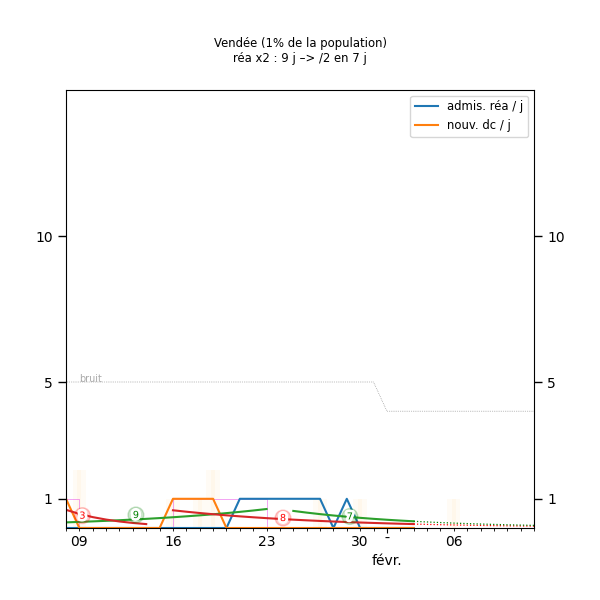 Vendée (1% de la population)
réa x2 : 9 j –> /2 en 7 j
admis. réa / j
nouv. dc / j
10 10
5 5
bruit
1 1
3 9 8 7
09 16 23 30 - 06
févr.